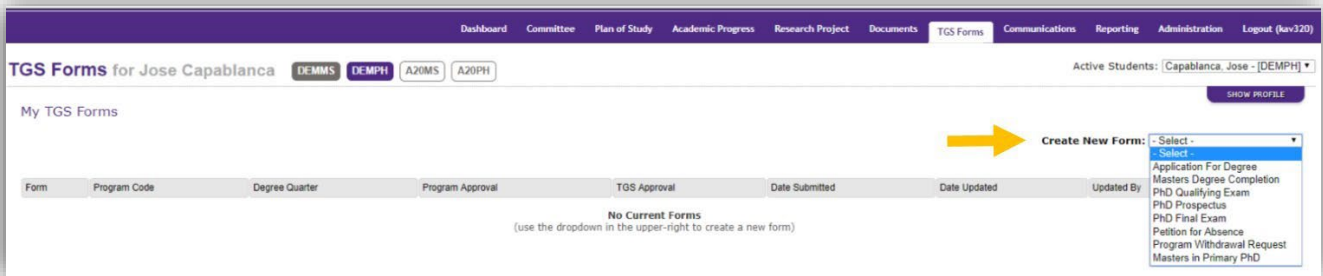 Dashboard Committee Plan of Study Academic Progress Research Project Documents TGS Forms Communications Reporting Administration Logout (kav320)
TGS Forms for Jose Capablanca DEMMS DEMPH A20MS A20PH Active Students: Capablanca, Jose - [DEMPH]
SHOW PROFILE
My TGS Forms
Create New Form: - Select -
- Select -
Application For Degree
Masters Degree Completion
PhD Qualifying Exam
PhD Prospectus
PhD Final Exam
Petition for Absence
Program Withdrawal Request
Masters in Primary PhD
Form Program Code Degree Quarter Program Approval TGS Approval Date Submitted Date Updated Updated By
No Current Forms
(use the dropdown in the upper-right to create a new form)